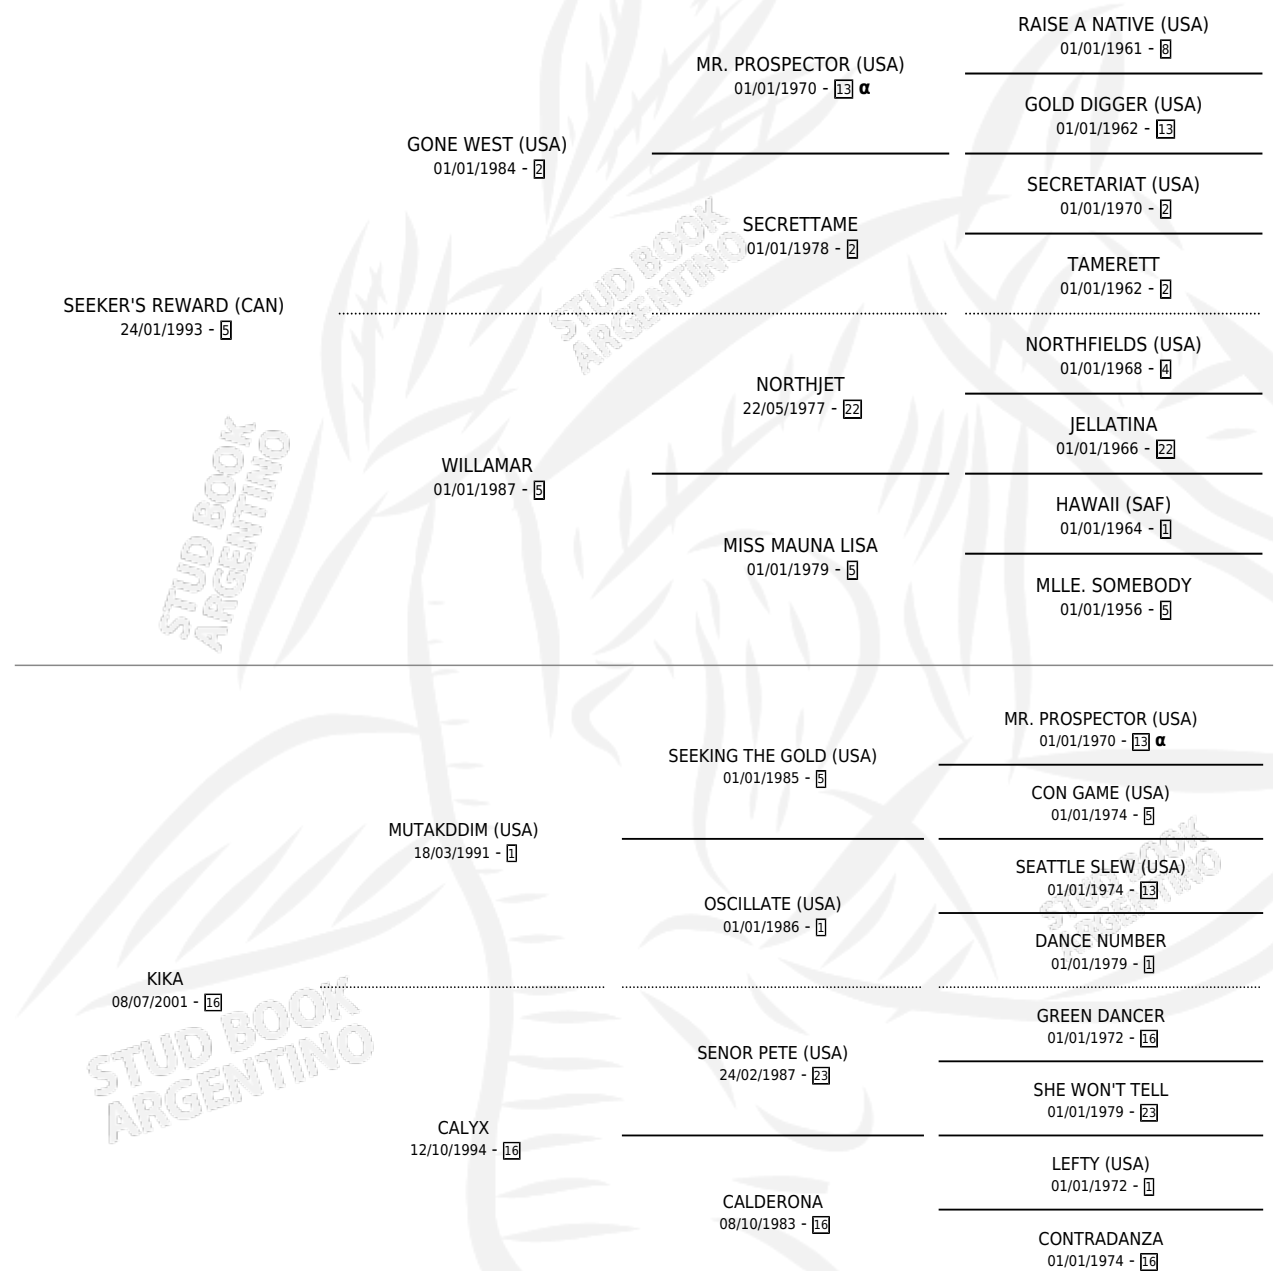 RAISE A NATIVE (USA)
01/01/1961 - 8
MR. PROSPECTOR (USA)
01/01/1970 - 13 α
GOLD DIGGER (USA)
01/01/1962 - 13
GONE WEST (USA)
01/01/1984 - 2
SECRETARIAT (USA)
01/01/1970 - 2
SECRETTAME
01/01/1978 - 2
TAMERETT
01/01/1962 - 2
SEEKER'S REWARD (CAN)
24/01/1993 - 5
NORTHFIELDS (USA)
01/01/1968 - 4
NORTHJET
22/05/1977 - 22
JELLATINA
01/01/1966 - 22
WILLAMAR
01/01/1987 - 5
HAWAII (SAF)
01/01/1964 - 1
MISS MAUNA LISA
01/01/1979 - 5
MLLE. SOMEBODY
01/01/1956 - 5
MR. PROSPECTOR (USA)
01/01/1970 - 13 α
SEEKING THE GOLD (USA)
01/01/1985 - 5
CON GAME (USA)
01/01/1974 - 5
MUTAKDDIM (USA)
18/03/1991 - 1
SEATTLE SLEW (USA)
01/01/1974 - 13
OSCILLATE (USA)
01/01/1986 - 1
DANCE NUMBER
01/01/1979 - 1
KIKA
08/07/2001 - 16
GREEN DANCER
01/01/1972 - 16
SENOR PETE (USA)
24/02/1987 - 23
SHE WON'T TELL
01/01/1979 - 23
CALYX
12/10/1994 - 16
LEFTY (USA)
01/01/1972 - 1
CALDERONA
08/10/1983 - 16
CONTRADANZA
01/01/1974 - 16
STUD BOOK
ARGENTINO
STUD BOOK
ARGENTINO
STUD BOOK
ARGENTINO
STUD BOOK
ARGENTINO